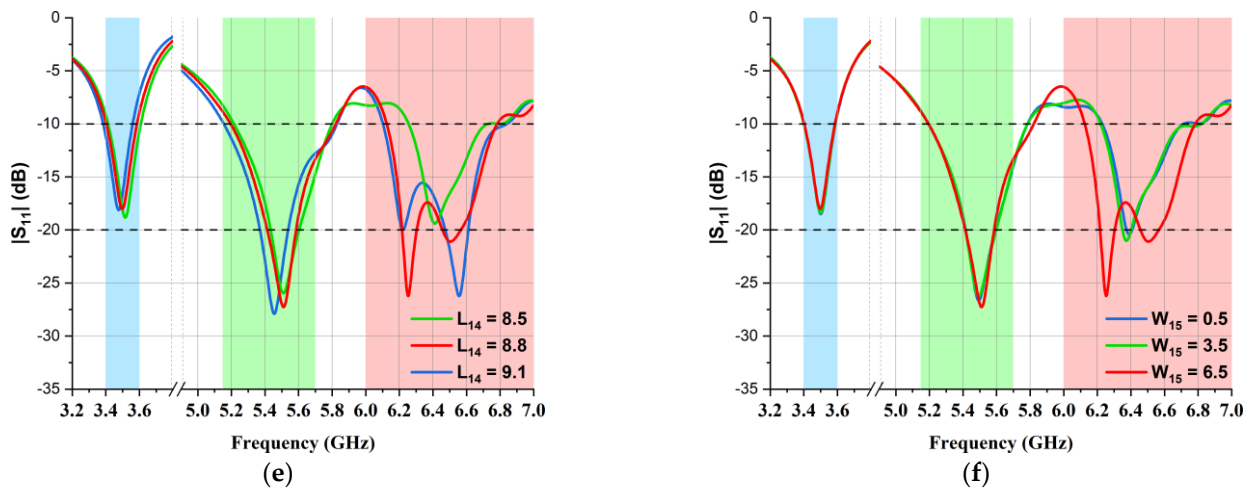 |S₁₁| (dB)
0
-5
-10
-15
-20
-25
-30
-35
L₁₄ = 8.5
L₁₄ = 8.8
L₁₄ = 9.1
3.2 3.4 3.6 5.0 5.2 5.4 5.6 5.8 6.0 6.2 6.4 6.6 6.8 7.0
Frequency (GHz)
(e)
|S₁₁| (dB)
0
-5
-10
-15
-20
-25
-30
-35
W₁₅ = 0.5
W₁₅ = 3.5
W₁₅ = 6.5
3.2 3.4 3.6 5.0 5.2 5.4 5.6 5.8 6.0 6.2 6.4 6.6 6.8 7.0
Frequency (GHz)
(f)